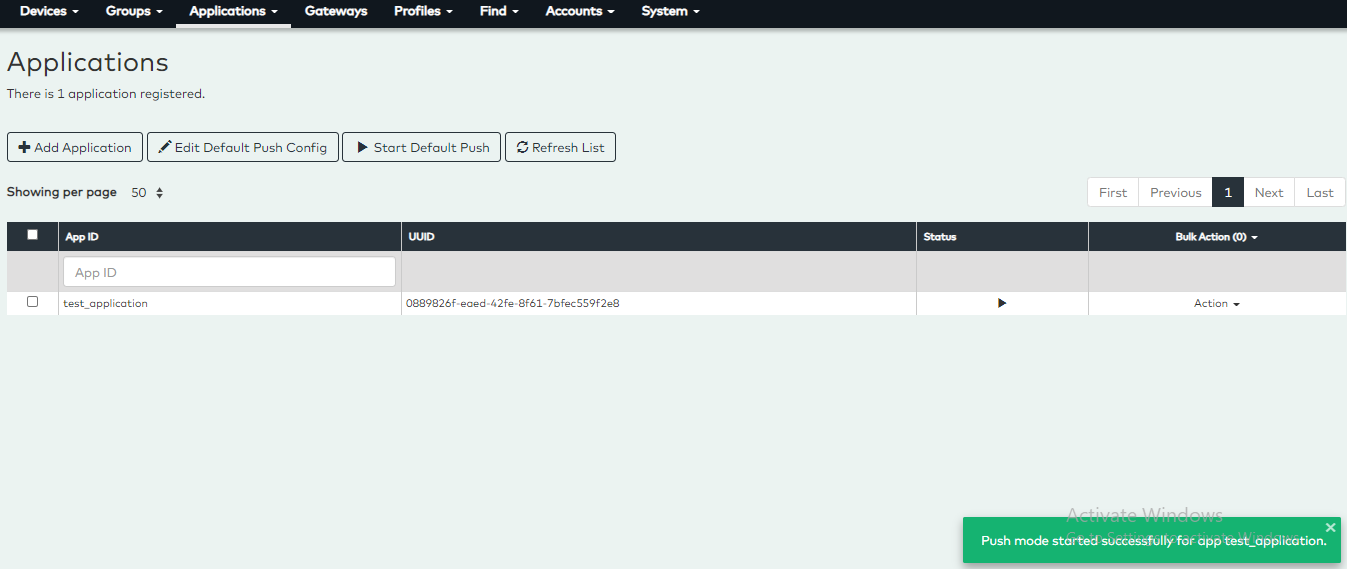 Devices Groups Applications Gateways Profiles Find Accounts System
Applications
There is 1 application registered.
Add Application Edit Default Push Config Start Default Push Refresh List
Showing per page 50 First Previous 1 Next Last
App ID UUID Status Bulk Action (0)
App ID
test_application 0889826f-eaed-42fe-8f61-7bfec559f2e8 Action
Activate Windows
Go to Settings to activate Windows.
Push mode started successfully for app test_application.